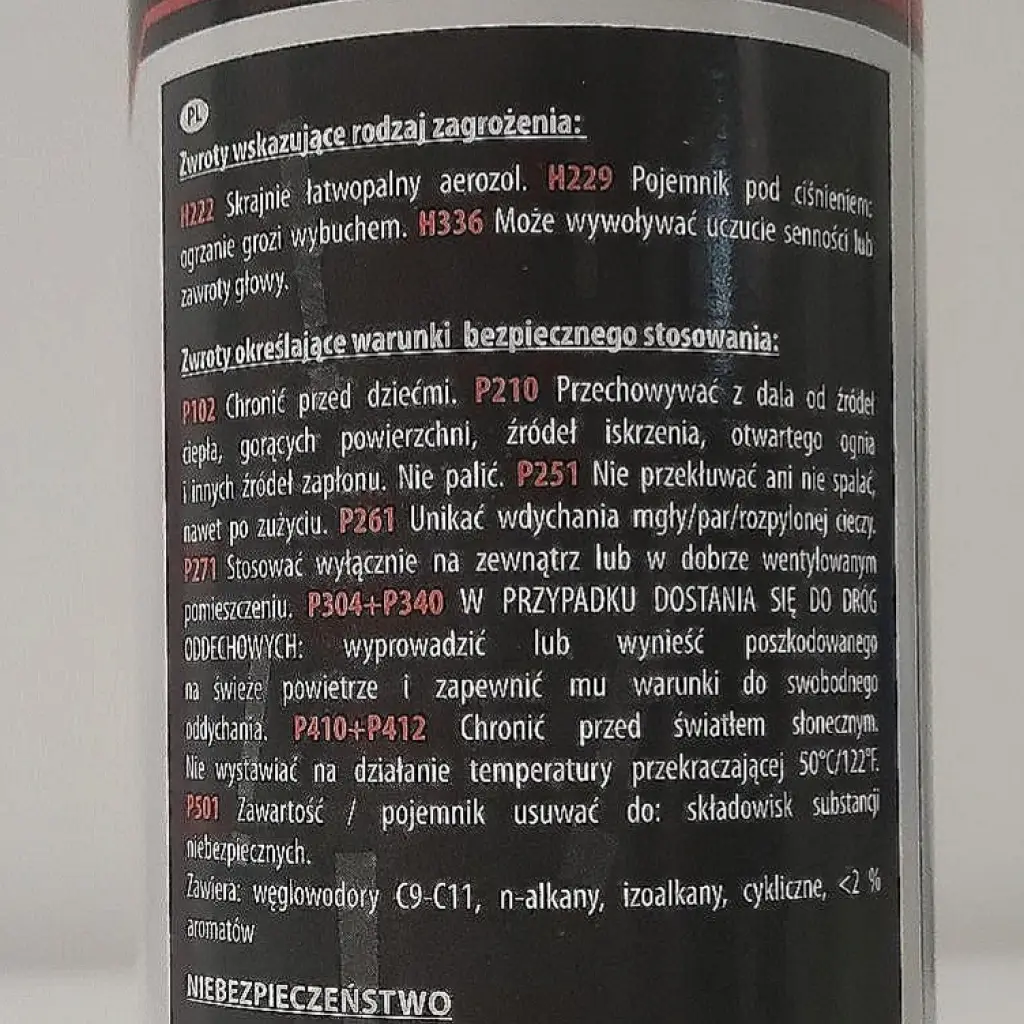 PL
Zwroty wskazujące rodzaj zagrożenia:
H222 Skrajnie łatwopalny aerozol. H229 Pojemnik pod ciśnieniem:
ogrzanie grozi wybuchem. H336 Może wywoływać uczucie senności lub
zawroty głowy.
Zwroty określające warunki bezpiecznego stosowania:
P102 Chronić przed dziećmi. P210 Przechowywać z dala od źródeł
ciepła, gorących powierzchni, źródeł iskrzenia, otwartego ognia
i innych źródeł zapłonu. Nie palić. P251 Nie przekłuwać ani nie spalać,
nawet po zużyciu. P261 Unikać wdychania mgły/par/rozpylonej cieczy.
P271 Stosować wyłącznie na zewnątrz lub w dobrze wentylowanym
pomieszczeniu. P304+P340 W PRZYPADKU DOSTANIA SIĘ DO DRÓG
ODDECHOWYCH: wyprowadzić lub wynieść poszkodowanego
na świeże powietrze i zapewnić mu warunki do swobodnego
oddychania. P410+P412 Chronić przed światłem słonecznym.
Nie wystawiać na działanie temperatury przekraczającej 50°C/122°F.
P501 Zawartość / pojemnik usuwać do: składowisk substancji
niebezpiecznych.
Zawiera: węglowodory C9-C11, n-alkany, izoalkany, cykliczne, <2 %
aromatów
NIEBEZPIECZEŃSTWO